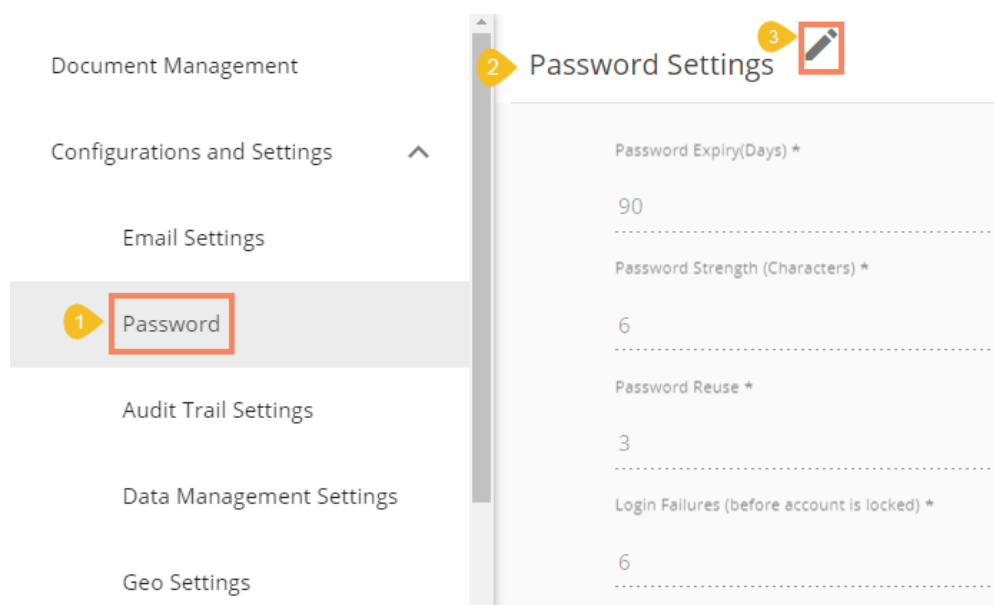 Document Management
Configurations and Settings
Email Settings
1
Password
Audit Trail Settings
Data Management Settings
Geo Settings
2
Password Settings
3
Password Expiry(Days) *
90
Password Strength (Characters) *
6
Password Reuse *
3
Login Failures (before account is locked) *
6